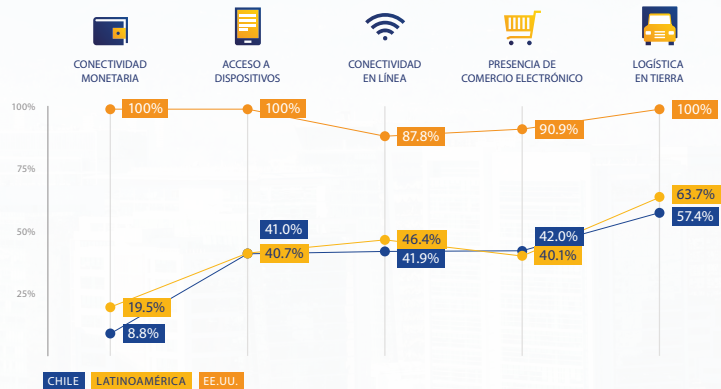 CONECTIVIDAD
MONETARIA
ACCESO A
DISPOSITIVOS
CONECTIVIDAD
EN LÍNEA
PRESENCIA DE
COMERCIO ELECTRÓNICO
LOGÍSTICA
EN TIERRA
100%
75%
50%
25%
100%
100%
87.8%
90.9%
100%
19.5%
8.8%
41.0%
40.7%
46.4%
41.9%
42.0%
40.1%
63.7%
57.4%
CHILE LATINOAMÉRICA EE.UU.